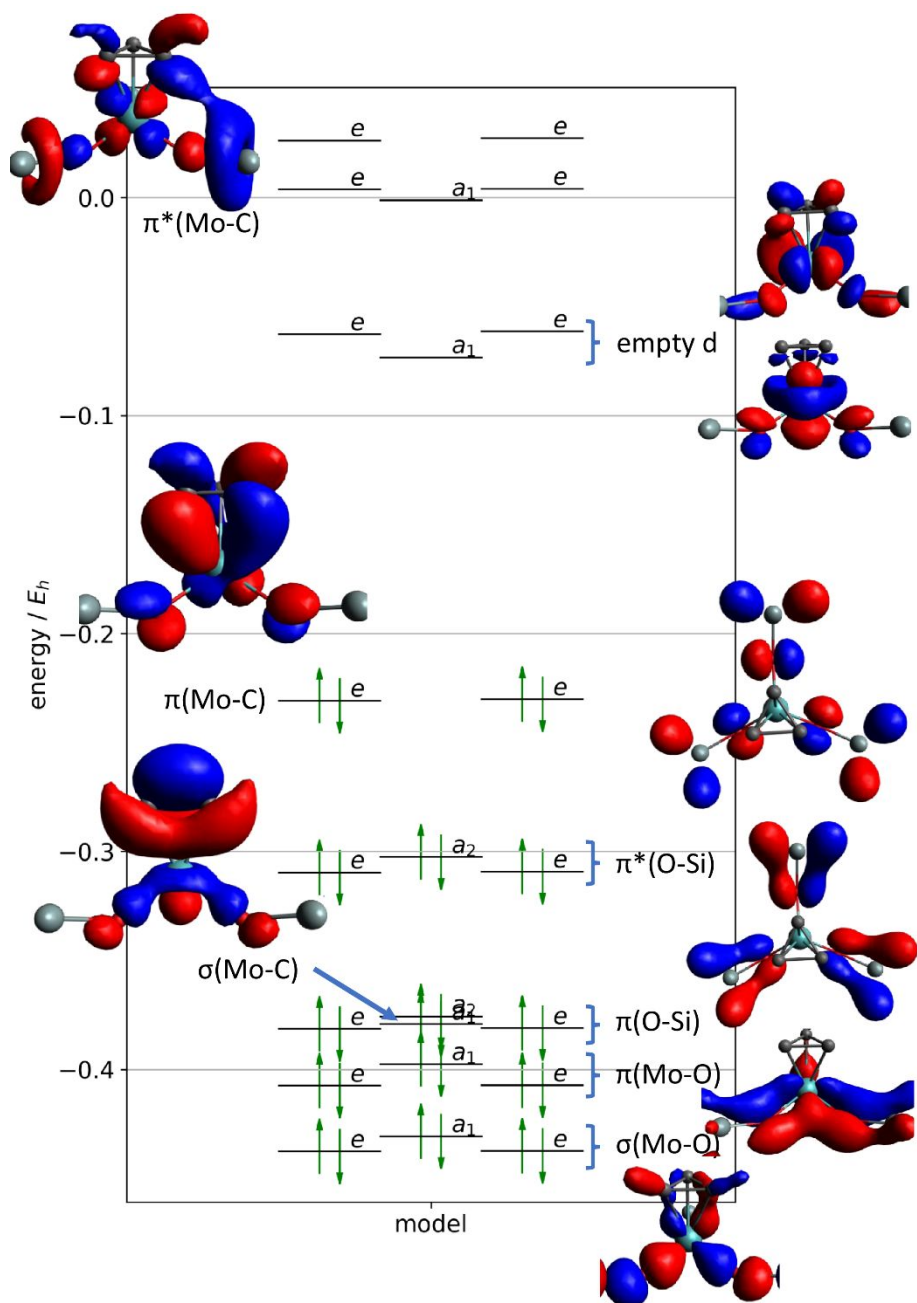 e
e
e
a₁
e
0.0
π*(Mo-C)
e
a₁
e
empty d
−0.1
energy / Eₕ
−0.2
π(Mo-C)
e
e
−0.3
e
a₂
e
π*(O-Si)
σ(Mo-C)
e
a₂
a₁
e
π(O-Si)
−0.4
e
a₁
e
π(Mo-O)
e
a₁
e
σ(Mo-O)
model